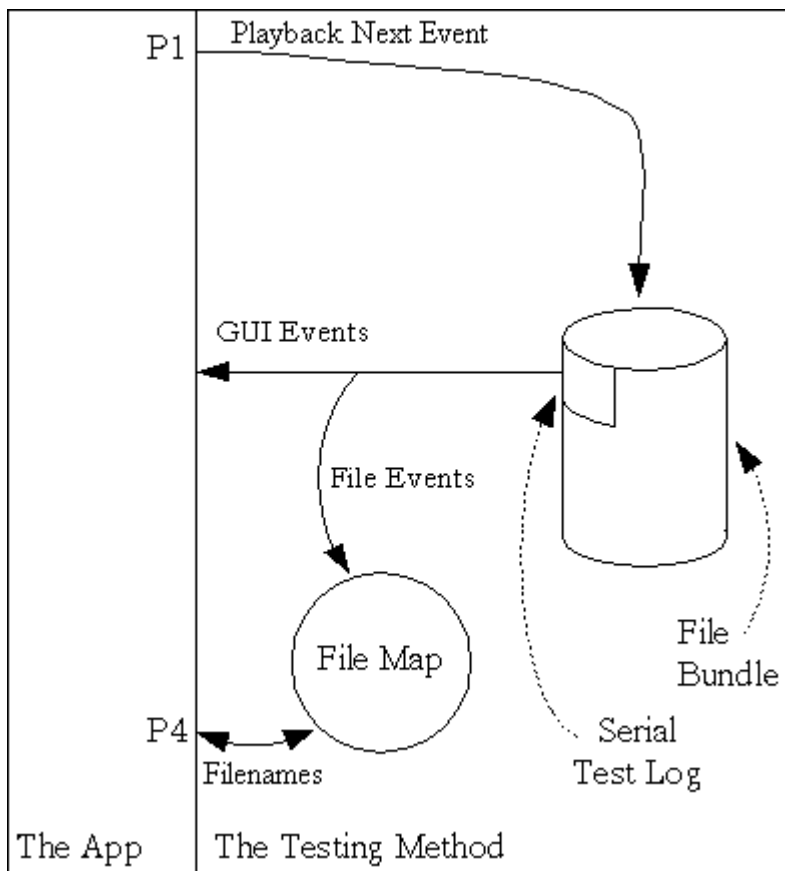 Playback Next Event
P1
GUI Events
File Events
File Map
File
Bundle
P4
Serial
Test Log
Filenames
The App
The Testing Method